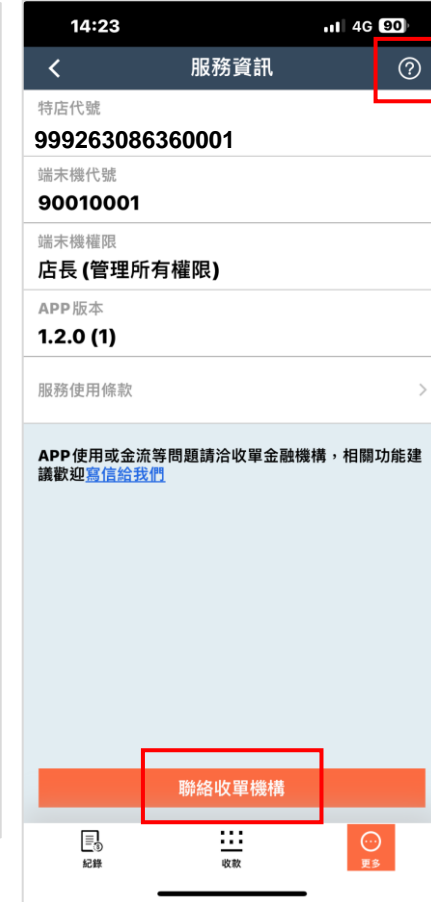 14:23 4G 90
服務資訊 ?
特店代號
999263086360001
端末機代號
90010001
端末機權限
店長 (管理所有權限)
APP版本
1.2.0 (1)
服務使用條款
APP使用或金流等問題請洽收單金融機構，相關功能建
議歡迎寫信給我們
聯絡收單機構
紀錄 收款 更多